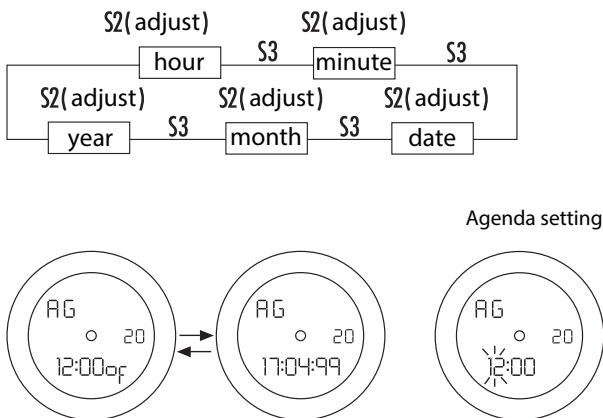 S2(adjust) S2(adjust)
hour S3 minute S3
S2(adjust) S2(adjust) S2(adjust)
year S3 month S3 date
Agenda setting
AG AG AG
20 20 20
12:00of 17:04:99 12:00